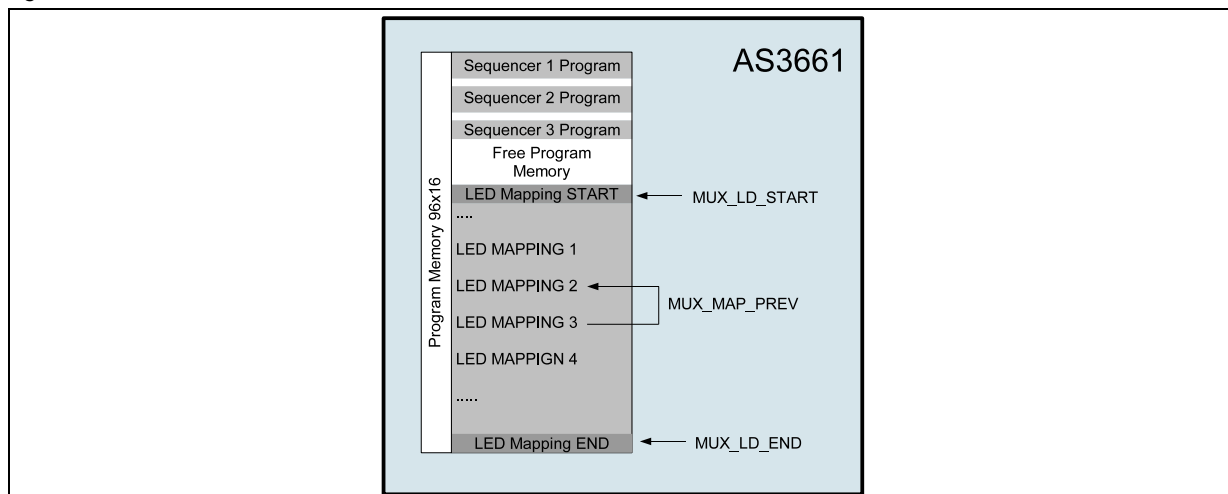 AS3661
Program Memory 96x16
Sequencer 1 Program
Sequencer 2 Program
Sequencer 3 Program
Free Program
Memory
LED Mapping START
MUX_LD_START
....
LED MAPPING 1
LED MAPPING 2
MUX_MAP_PREV
LED MAPPING 3
LED MAPPIGN 4
.....
LED Mapping END
MUX_LD_END